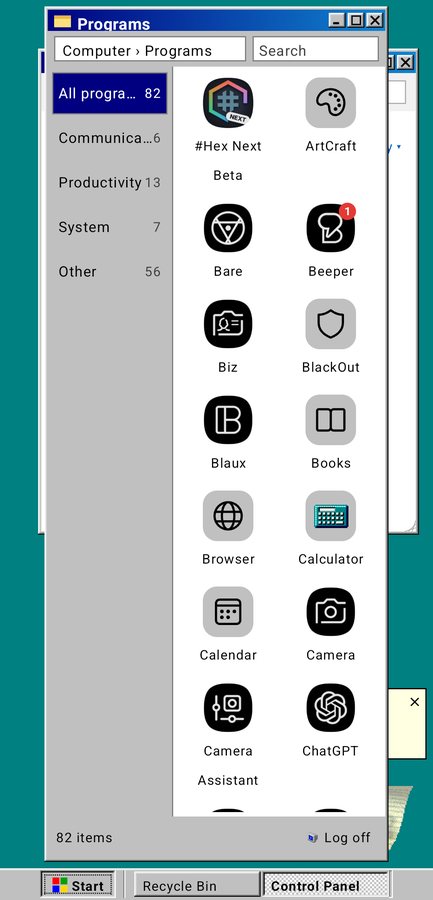 Programs
Computer › Programs
Search
All progra... 82
Communica...6
Productivity 13
System 7
Other 56
#Hex Next
Beta
NEXT
ArtCraft
Bare
1
Beeper
Biz
BlackOut
Blaux
Books
Browser
Calculator
Calendar
Camera
Camera
Assistant
ChatGPT
82 items
Log off
Start
Recycle Bin
Control Panel